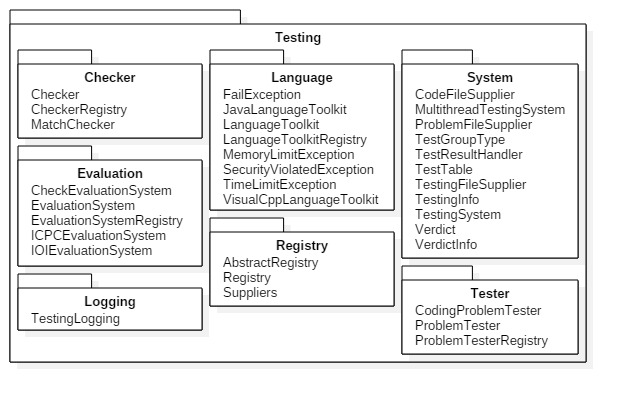 Testing
Checker
Checker
CheckerRegistry
MatchChecker
Evaluation
CheckEvaluationSystem
EvaluationSystem
EvaluationSystemRegistry
ICPCEvaluationSystem
IOIEvaluationSystem
Logging
TestingLogging
Language
FailException
JavaLanguageToolkit
LanguageToolkit
LanguageToolkitRegistry
MemoryLimitException
SecurityViolatedException
TimeLimitException
VisualCppLanguageToolkit
Registry
AbstractRegistry
Registry
Suppliers
System
CodeFileSupplier
MultithreadTestingSystem
ProblemFileSupplier
TestGroupType
TestResultHandler
TestTable
TestingFileSupplier
TestingInfo
TestingSystem
Verdict
VerdictInfo
Tester
CodingProblemTester
ProblemTester
ProblemTesterRegistry